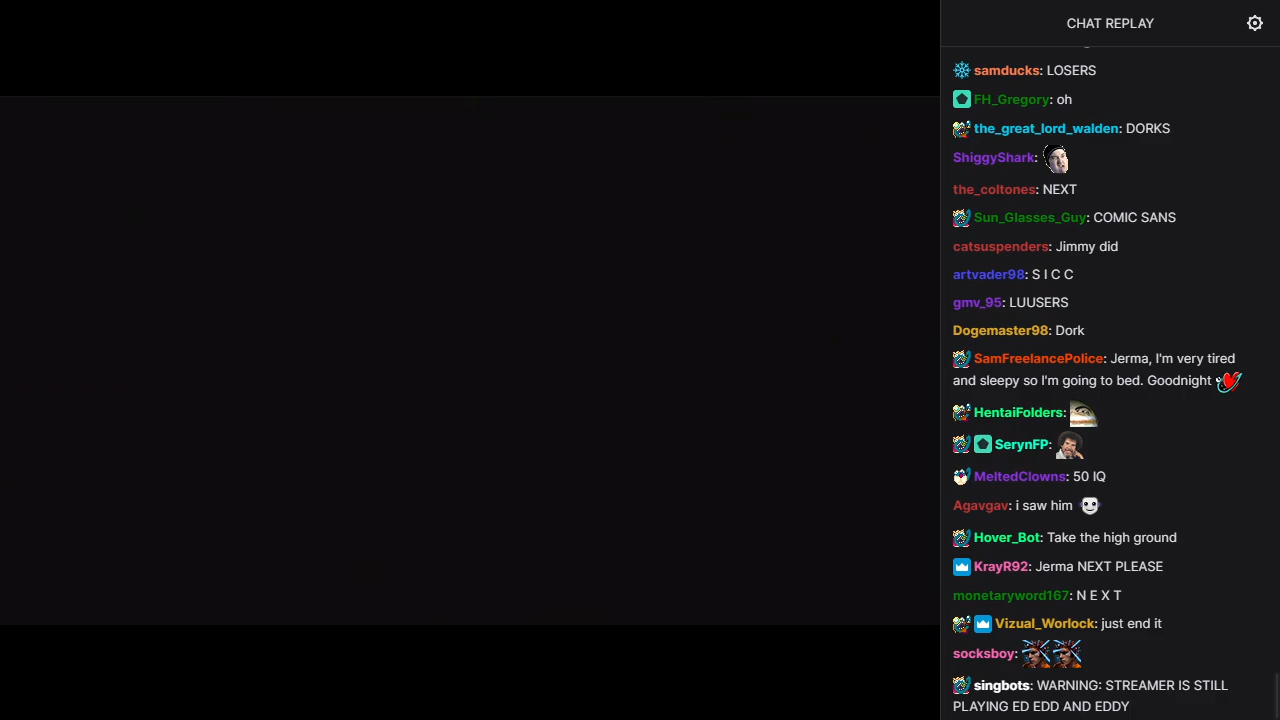 CHAT REPLAY
samducks: LOSERS
FH_Gregory: oh
the_great_lord_walden: DORKS
ShiggyShark:
the_coltones: NEXT
Sun_Glasses_Guy: COMIC SANS
catsuspenders: Jimmy did
artvader98: S I C C
gmv_95: LUUSERS
Dogemaster98: Dork
SamFreelancePolice: Jerma, I'm very tired
and sleepy so I'm going to bed. Goodnight
HentaiFolders:
SerynFP:
MeltedClowns: 50 IQ
Agavgav: i saw him
Hover_Bot: Take the high ground
KrayR92: Jerma NEXT PLEASE
monetaryword167: N E X T
Vizual_Worlock: just end it
socksboy:
singbots: WARNING: STREAMER IS STILL
PLAYING ED EDD AND EDDY